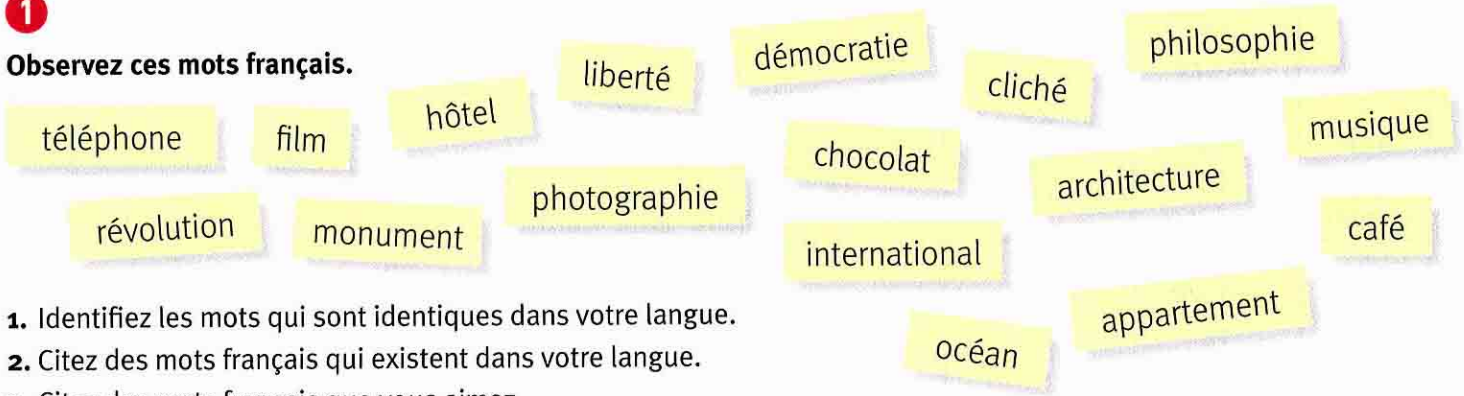 1
Observez ces mots français.
téléphone
film
hôtel
liberté
démocratie
cliché
philosophie
révolution
monument
photographie
chocolat
architecture
musique
international
café
océan
appartement
1. Identifiez les mots qui sont identiques dans votre langue.
2. Citez des mots français qui existent dans votre langue.